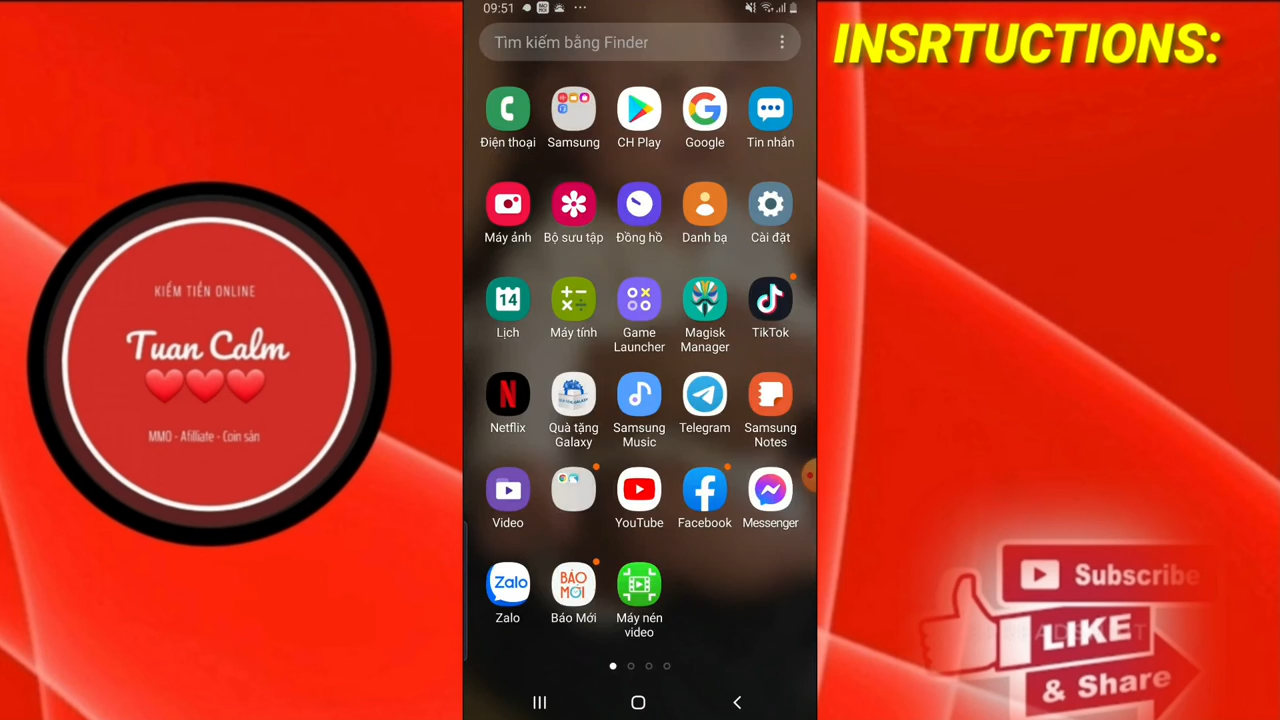 KIẾM TIỀN ONLINE
Tuan Calm
MMO - Afilliate - Coin sàn
09:51
Tìm kiếm bằng Finder
Điện thoại
Samsung
CH Play
Google
Tin nhắn
Máy ảnh
Bộ sưu tập
Đồng hồ
Danh bạ
Cài đặt
14
Lịch
Máy tính
Game
Launcher
Magisk
Manager
TikTok
Netflix
Quà tặng
Galaxy
Samsung
Music
Telegram
Samsung
Notes
Video
YouTube
Facebook
Messenger
Zalo
Zalo
BÁO
MỚI
Báo Mới
Máy nén
video
INSRTUCTIONS:
Subscribe
LIKE
& Share